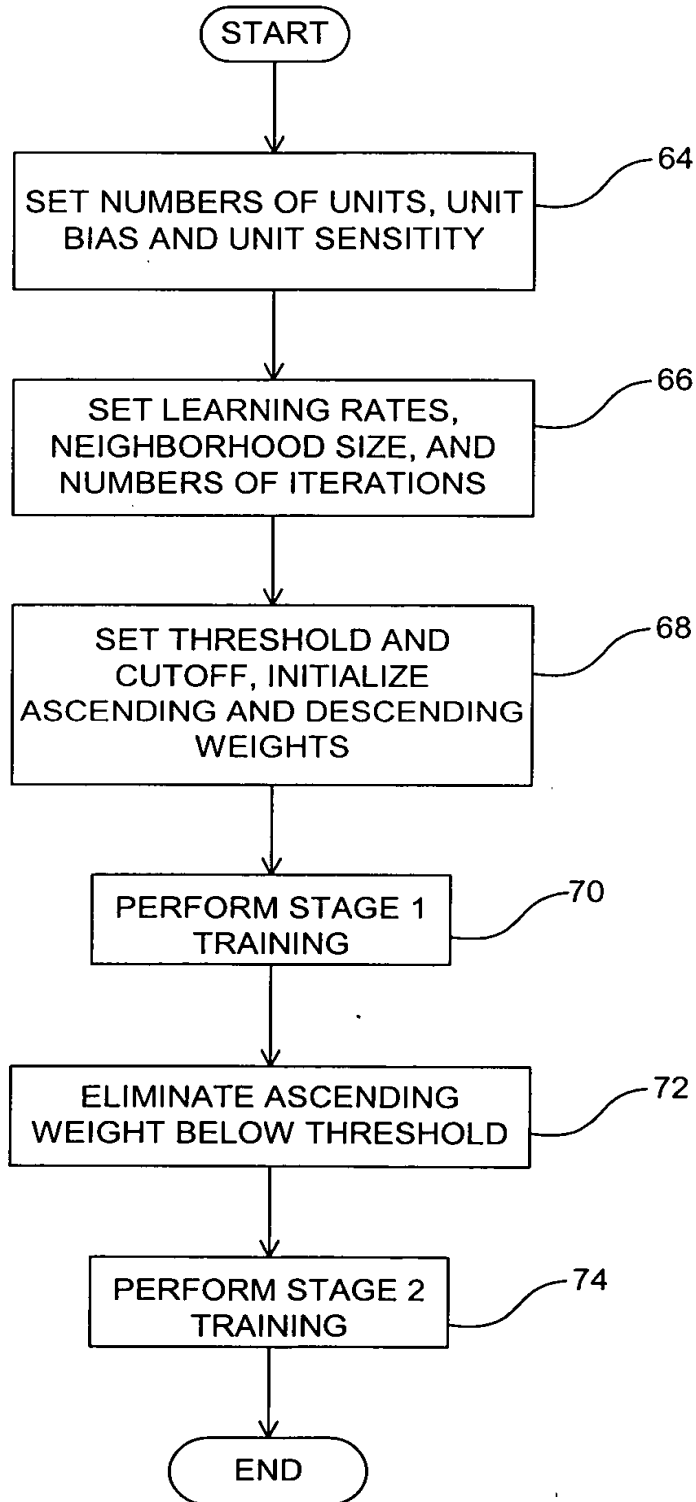 START
64
SET NUMBERS OF UNITS, UNIT
BIAS AND UNIT SENSITITY
66
SET LEARNING RATES,
NEIGHBORHOOD SIZE, AND
NUMBERS OF ITERATIONS
68
SET THRESHOLD AND
CUTOFF, INITIALIZE
ASCENDING AND DESCENDING
WEIGHTS
70
PERFORM STAGE 1
TRAINING
72
ELIMINATE ASCENDING
WEIGHT BELOW THRESHOLD
74
PERFORM STAGE 2
TRAINING
END